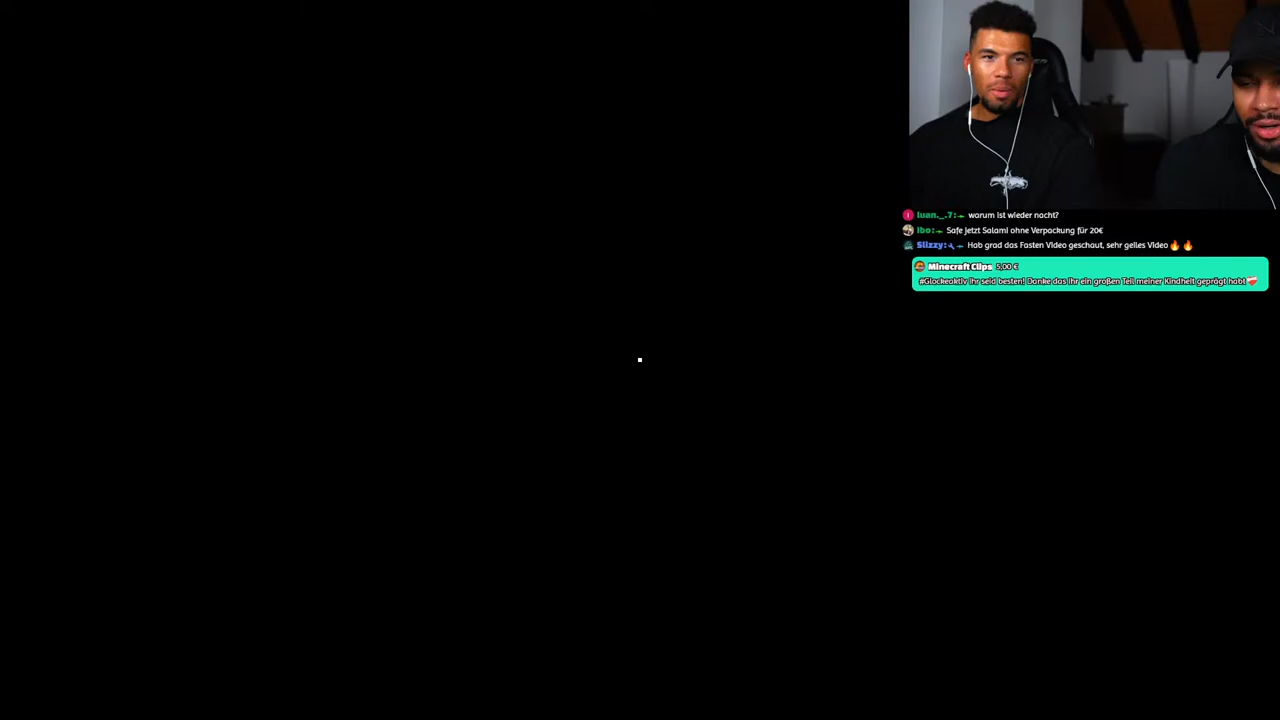 luan._.7: warum ist wieder nacht?
Ibo: Safe jetzt Salami ohne Verpackung für 20€
Slizzy: Hab grad das Fasten Video geschaut, sehr geiles Video🔥🔥
Minecraft Clips 5,00 €
#Glockeaktiv ihr seid besten! Danke das ihr ein großen Teil meiner Kindheit geprägt habt❤️‍🩹